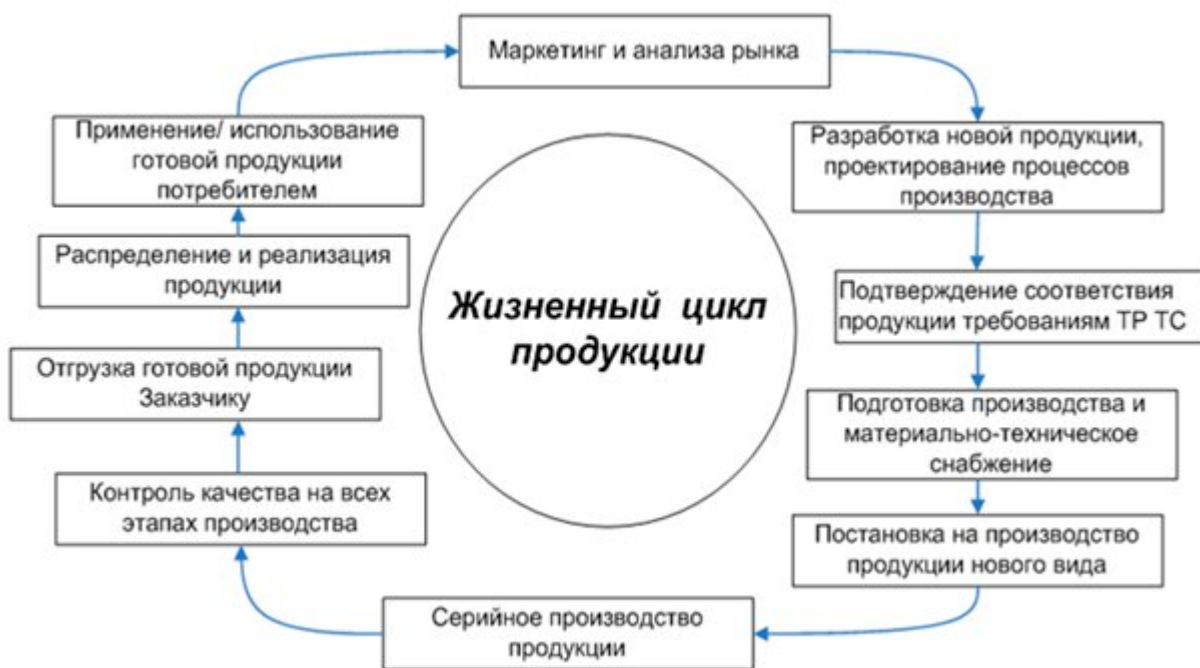 Маркетинг и анализа рынка
Разработка новой продукции,
проектирование процессов
производства
Подтверждение соответствия
продукции требованиям ТР ТС
Подготовка производства и
материально-техническое
снабжение
Постановка на производство
продукции нового вида
Серийное производство
продукции
Контроль качества на всех
этапах производства
Отгрузка готовой продукции
Заказчику
Распределение и реализация
продукции
Применение/ использование
готовой продукции
потребителем
Жизненный цикл
продукции